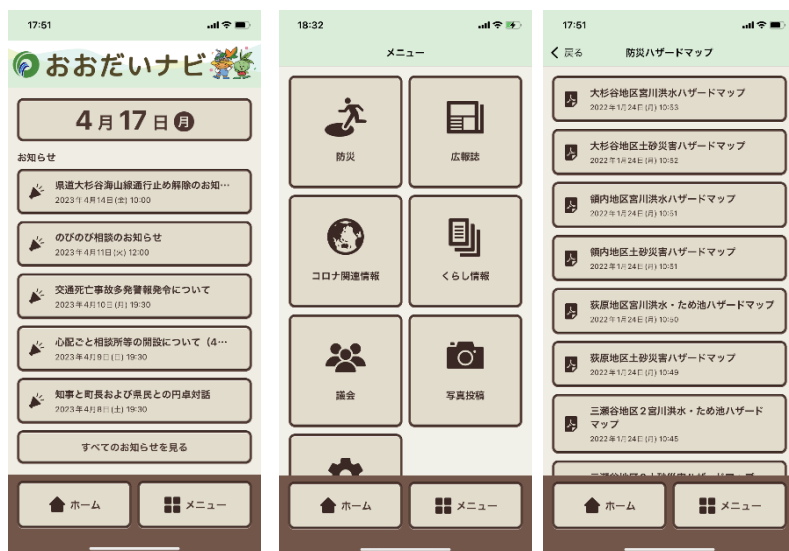 17:51
おおだいナビ
4月17日月
お知らせ
県道大杉谷海山線通行止め解除のお知…
2023年4月14日(金) 10:00
のびのび相談のお知らせ
2023年4月11日(火) 12:00
交通死亡事故多発警報発令について
2023年4月10日(月) 19:30
心配ごと相談所等の開設について（4…
2023年4月9日(日) 19:30
知事と町長および県民との円卓対話
2023年4月8日(土) 19:30
すべてのお知らせを見る
ホーム
メニュー
18:32
メニュー
防災
広報誌
コロナ関連情報
くらし情報
議会
写真投稿
ホーム
メニュー
17:51
戻る
防災ハザードマップ
大杉谷地区宮川洪水ハザードマップ
2022年1月24日(月) 10:53
大杉谷地区土砂災害ハザードマップ
2022年1月24日(月) 10:52
領内地区宮川洪水ハザードマップ
2022年1月24日(月) 10:51
領内地区土砂災害ハザードマップ
2022年1月24日(月) 10:51
荻原地区宮川洪水・ため池ハザードマップ
2022年1月24日(月) 10:50
荻原地区土砂災害ハザードマップ
2022年1月24日(月) 10:49
三瀬谷地区２宮川洪水・ため池ハザード
マップ
2022年1月24日(月) 10:45
ホーム
メニュー